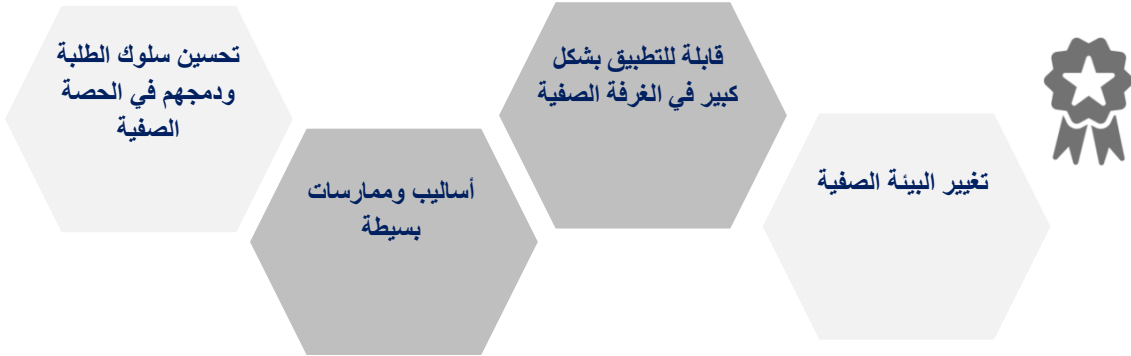 تغيير البيئة الصفية
قابلة للتطبيق بشكل
كبير في الغرفة الصفية
أساليب وممارسات
بسيطة
تحسين سلوك الطلبة
ودمجهم في الحصة
الصفية